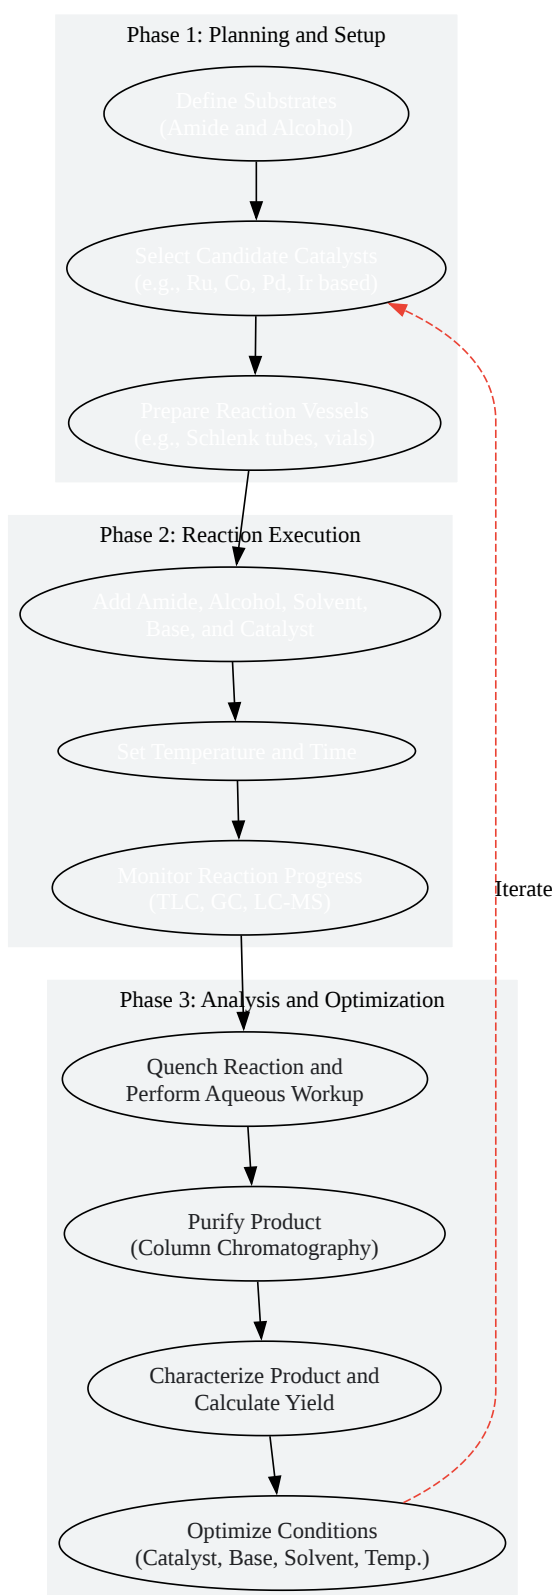 Phase 1: Planning and Setup
Define Substrates
(Amide and Alcohol)
Select Candidate Catalysts
(e.g., Ru, Co, Pd, Ir based)
Prepare Reaction Vessels
(e.g., Schlenk tubes, vials)
Phase 2: Reaction Execution
Add Amide, Alcohol, Solvent,
Base, and Catalyst
Set Temperature and Time
Monitor Reaction Progress
(TLC, GC, LC-MS)
Iterate
Phase 3: Analysis and Optimization
Quench Reaction and
Perform Aqueous Workup
Purify Product
(Column Chromatography)
Characterize Product and
Calculate Yield
Optimize Conditions
(Catalyst, Base, Solvent, Temp.)